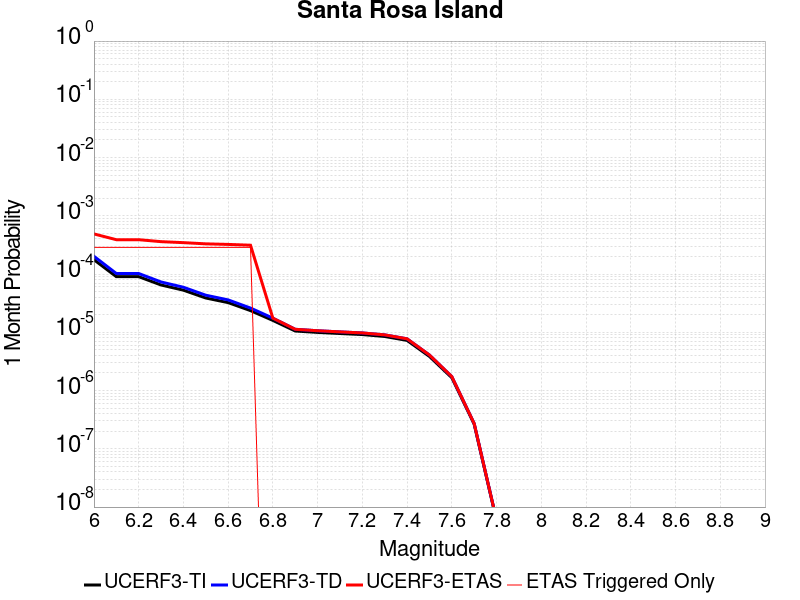 Santa Rosa Island
10^0
10^-1
10^-2
10^-3
10^-4
10^-5
10^-6
10^-7
10^-8
1 Month Probability
6 6.2 6.4 6.6 6.8 7 7.2 7.4 7.6 7.8 8 8.2 8.4 8.6 8.8 9
Magnitude
UCERF3-TI UCERF3-TD UCERF3-ETAS ETAS Triggered Only